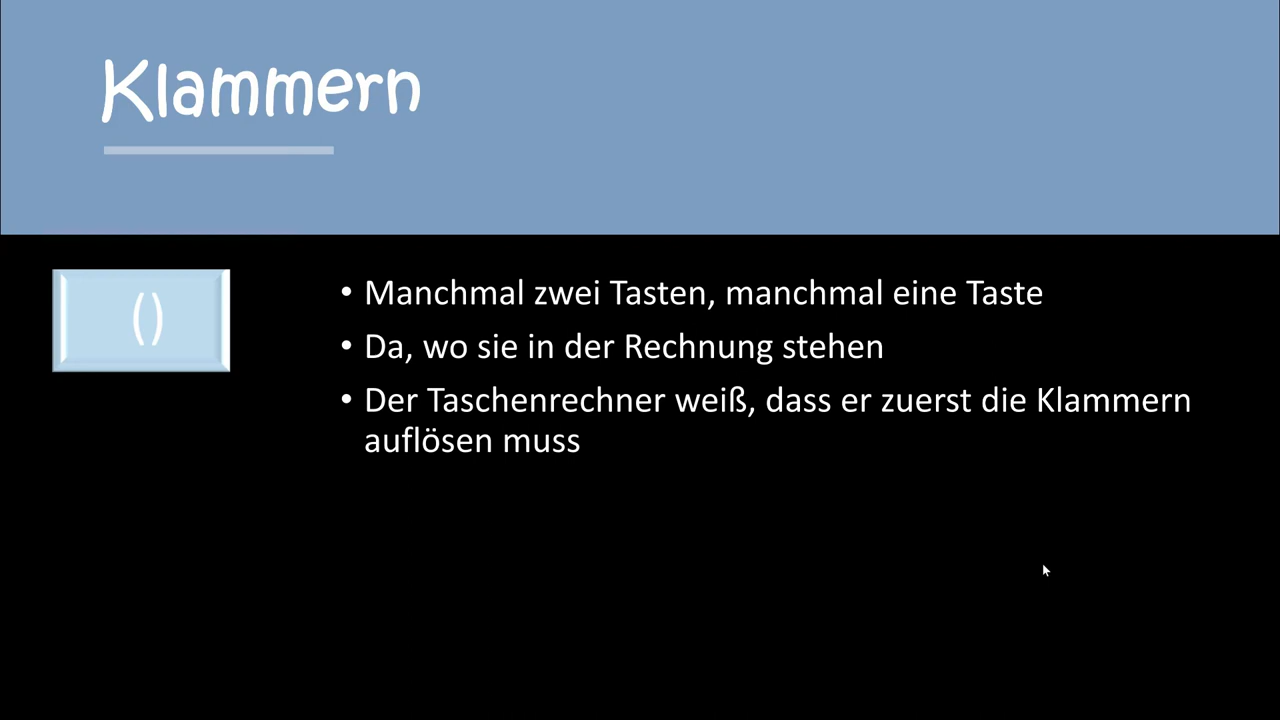 Klammern
()
• Manchmal zwei Tasten, manchmal eine Taste
• Da, wo sie in der Rechnung stehen
• Der Taschenrechner weiß, dass er zuerst die Klammern
auflösen muss